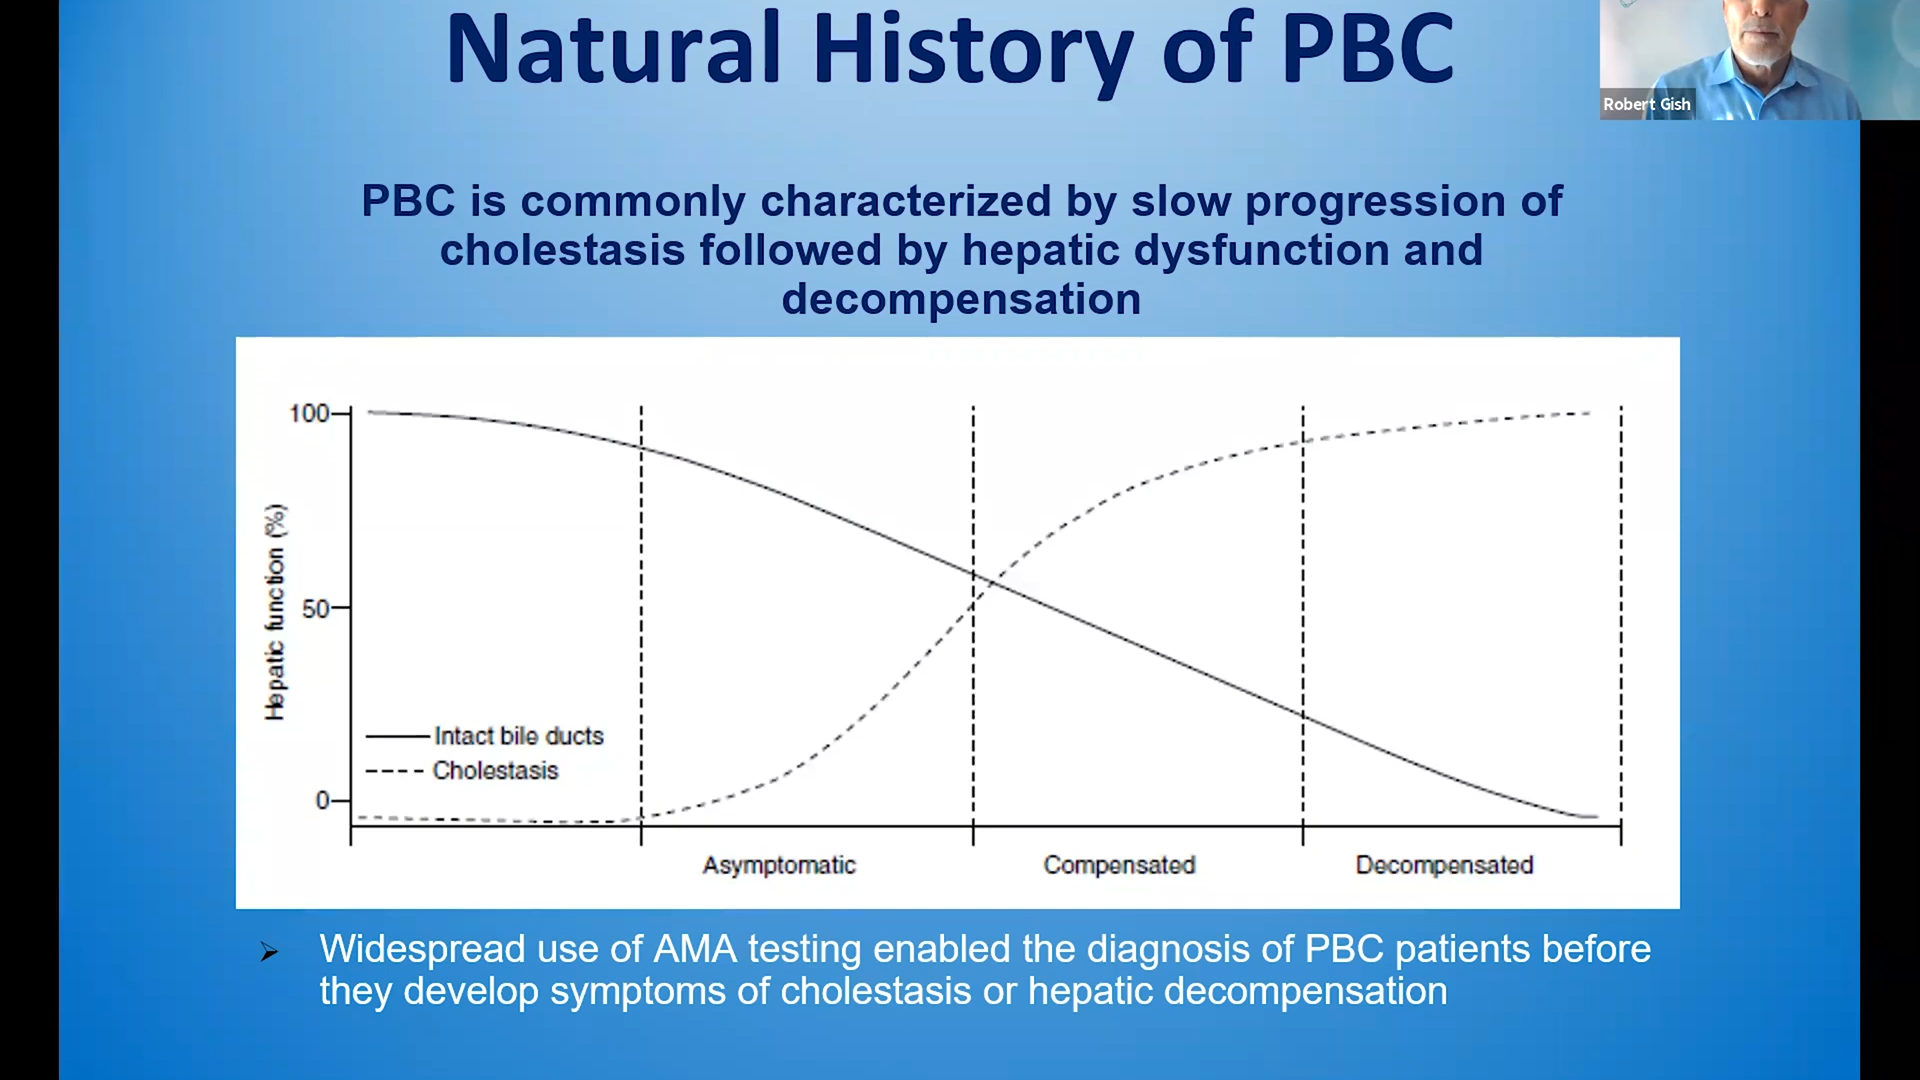 Natural History of PBC
Robert Gish
PBC is commonly characterized by slow progression of
cholestasis followed by hepatic dysfunction and
decompensation
100
Hepatic function (%)
50
Intact bile ducts
Cholestasis
0
Asymptomatic
Compensated
Decompensated
Widespread use of AMA testing enabled the diagnosis of PBC patients before
they develop symptoms of cholestasis or hepatic decompensation